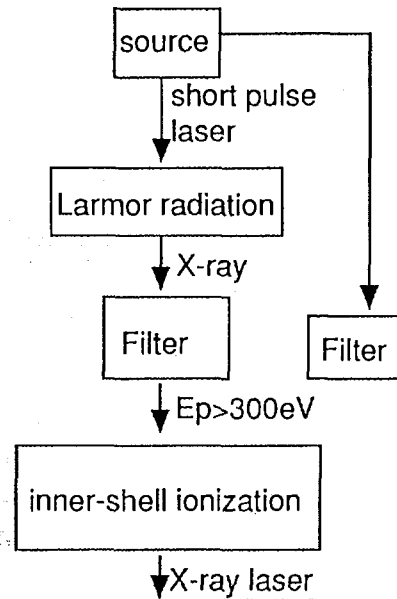 source
short pulse
laser
Larmor radiation
X-ray
Filter
Filter
Ep>300eV
inner-shell ionization
X-ray laser